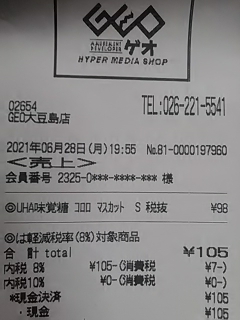 GEO
AMUSEMENT
DEVELOPER
ゲオ
HYPER MEDIA SHOP
02654
TEL:026-221-5541
GEO大豆島店
2021年06月28日(月)19:55 №81-0000197960
<売上>
会員番号 2325-0***-****-*** 様
◎UHA味覚糖 コロロ マスカット S 税抜 ¥98
◎は軽減税率(8%)対象商品
合 計 total ¥105
内税 8% ¥105-(消費税 ¥7-)
内税10% ¥0-(消費税 ¥0-)
*現金決済 ¥105
・現金 ¥105